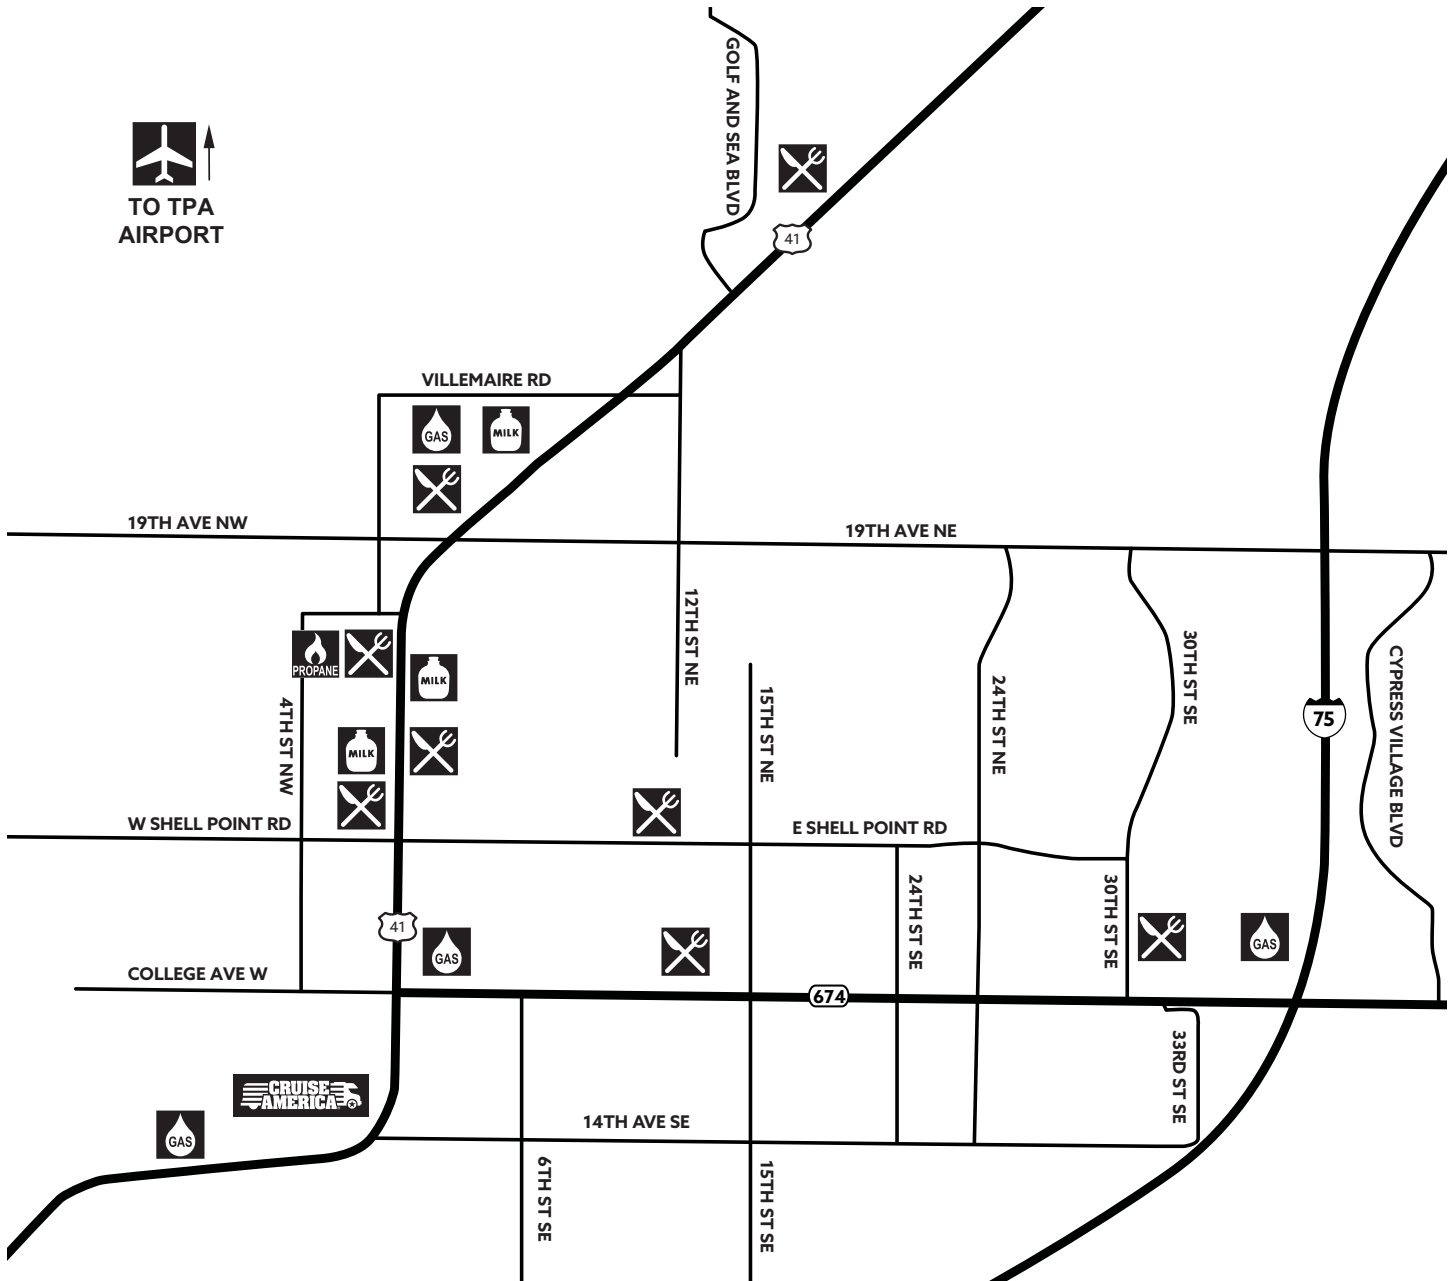 GOLF AND SEA BLVD
TO TPA
AIRPORT
41
VILLEMAIRE RD
GAS
MILK
19TH AVE NW
19TH AVE NE
12TH ST NE
30TH ST SE
PROPANE
MILK
CYPRESS VILLAGE BLVD
4TH ST NW
15TH ST NE
24TH ST NE
75
MILK
W SHELL POINT RD
E SHELL POINT RD
24TH ST SE
30TH ST SE
41
GAS
GAS
COLLEGE AVE W
674
33RD ST SE
CRUISE
AMERICA
14TH AVE SE
GAS
6TH ST SE
15TH ST SE